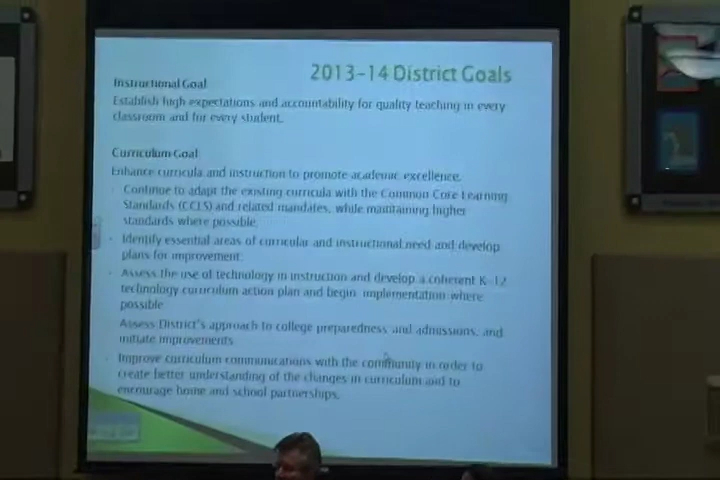 2013-14 District Goals
Instructional Goal
Establish high expectations and accountability for quality teaching in every
classroom and for every student.
Curriculum Goal
Enhance curricula and instruction to promote academic excellence.
Continue to adapt the existing curricula with the Common Core Learning
Standards (CCLS) and related mandates, while maintaining higher
standards where possible.
Identify essential areas of curricular and instructional need and develop
plans for improvement.
Assess the use of technology in instruction and develop a coherent K-12
technology curriculum action plan and begin implementation where
possible
Assess District's approach to college preparedness and admissions, and
initiate improvements
Improve curriculum communications with the community in order to
create better understanding of the changes in curriculum and to
encourage home and school partnerships.